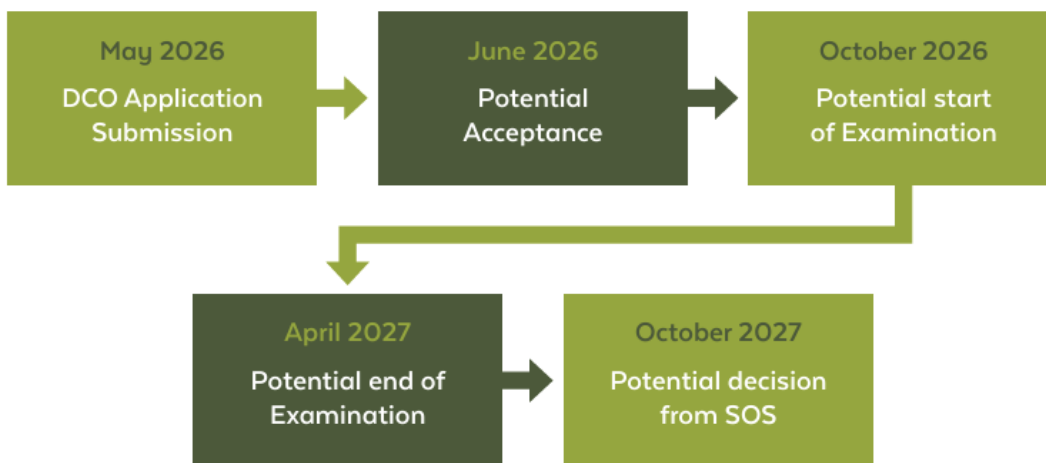 May 2026
DCO Application
Submission
June 2026
Potential
Acceptance
October 2026
Potential start
of Examination
April 2027
Potential end of
Examination
October 2027
Potential decision
from SOS